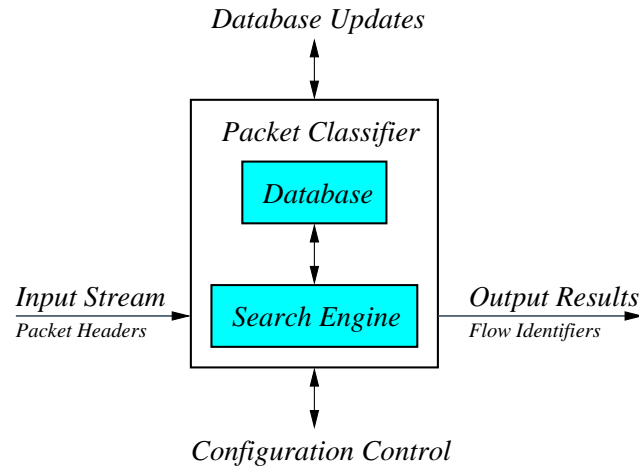 Database Updates
Packet Classifier
Database
Input Stream
Packet Headers
Search Engine
Output Results
Flow Identifiers
Configuration Control